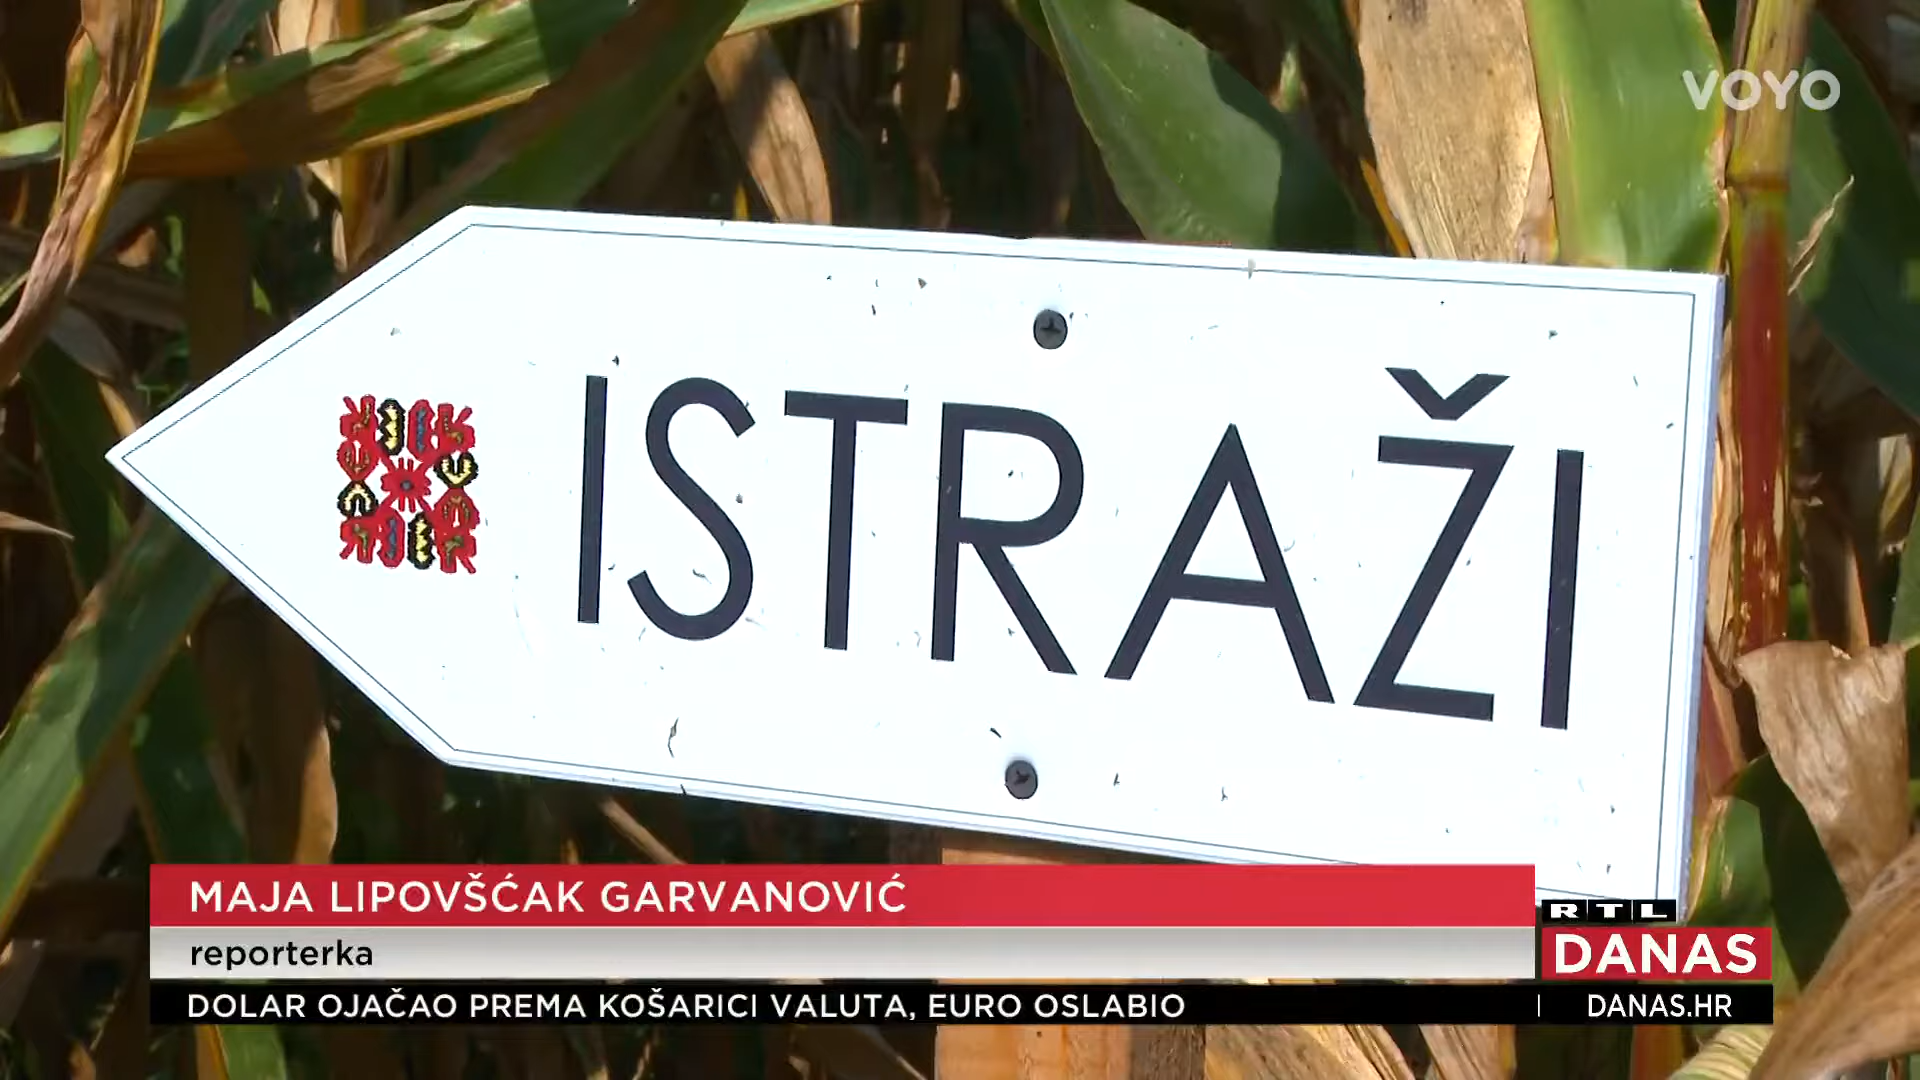 VOYO
ISTRAŽI
MAJA LIPOVŠĆAK GARVANOVIĆ
reporterka
RTL
DANAS
DOLAR OJAČAO PREMA KOŠARICI VALUTA, EURO OSLABIO
DANAS.HR